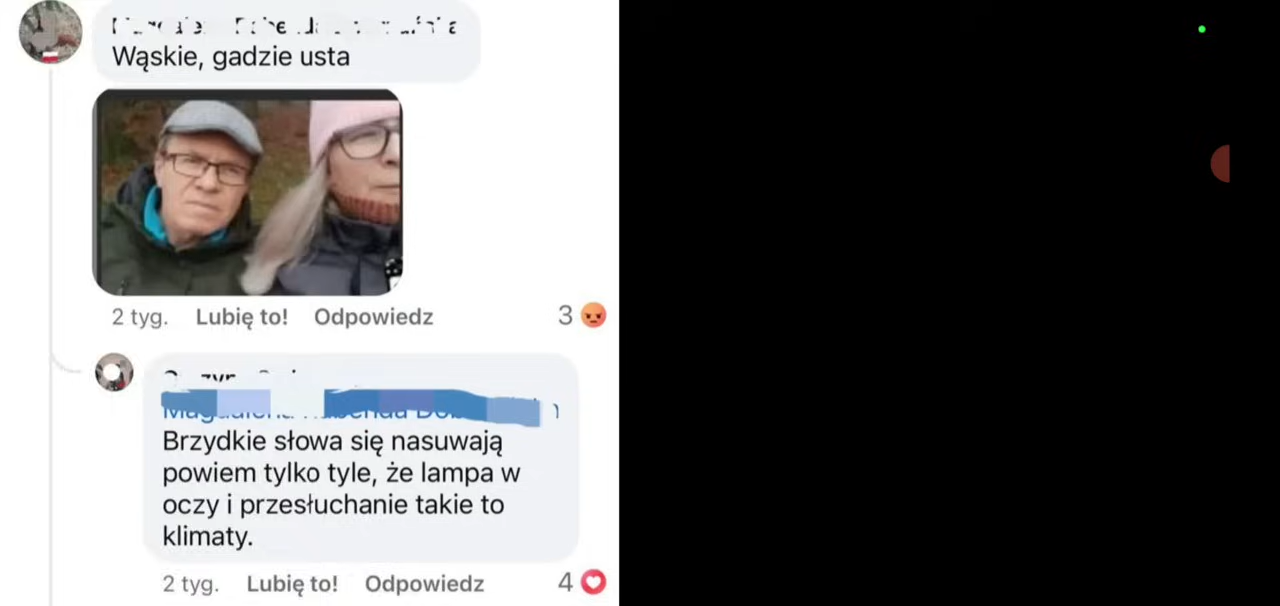 Wąskie, gadzie usta
2 tyg. Lubię to! Odpowiedz 3
Brzydkie słowa się nasuwają
powiem tylko tyle, że lampa w
oczy i przesłuchanie takie to
klimaty.
2 tyg. Lubię to! Odpowiedz 4